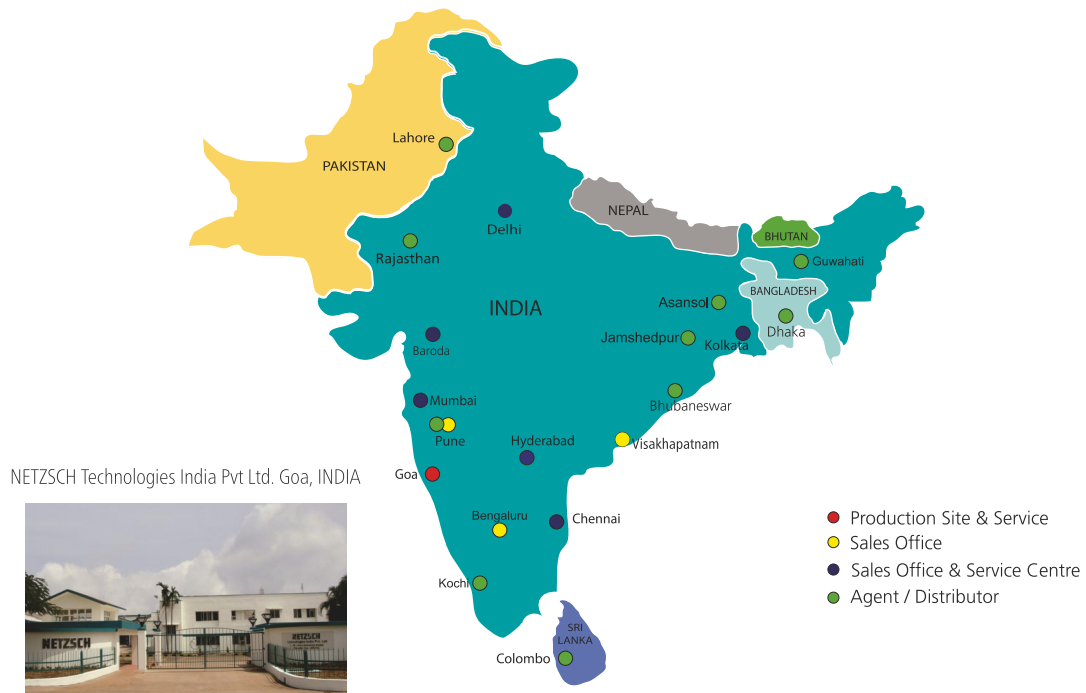 Lahore
PAKISTAN
NEPAL
Delhi
BHUTAN
Rajasthan
Guwahati
BANGLADESH
INDIA
Asansol
Dhaka
Jamshedpur
Kolkata
Baroda
Mumbai
Bhubaneswar
Pune
Hyderabad
Visakhapatnam
Goa
NETZSCH Technologies India Pvt Ltd. Goa, INDIA
Bengaluru
Chennai
Production Site & Service
Sales Office
Sales Office & Service Centre
Agent / Distributor
Kochi
SRI
LANKA
Colombo
NETZSCH
NETZSCH